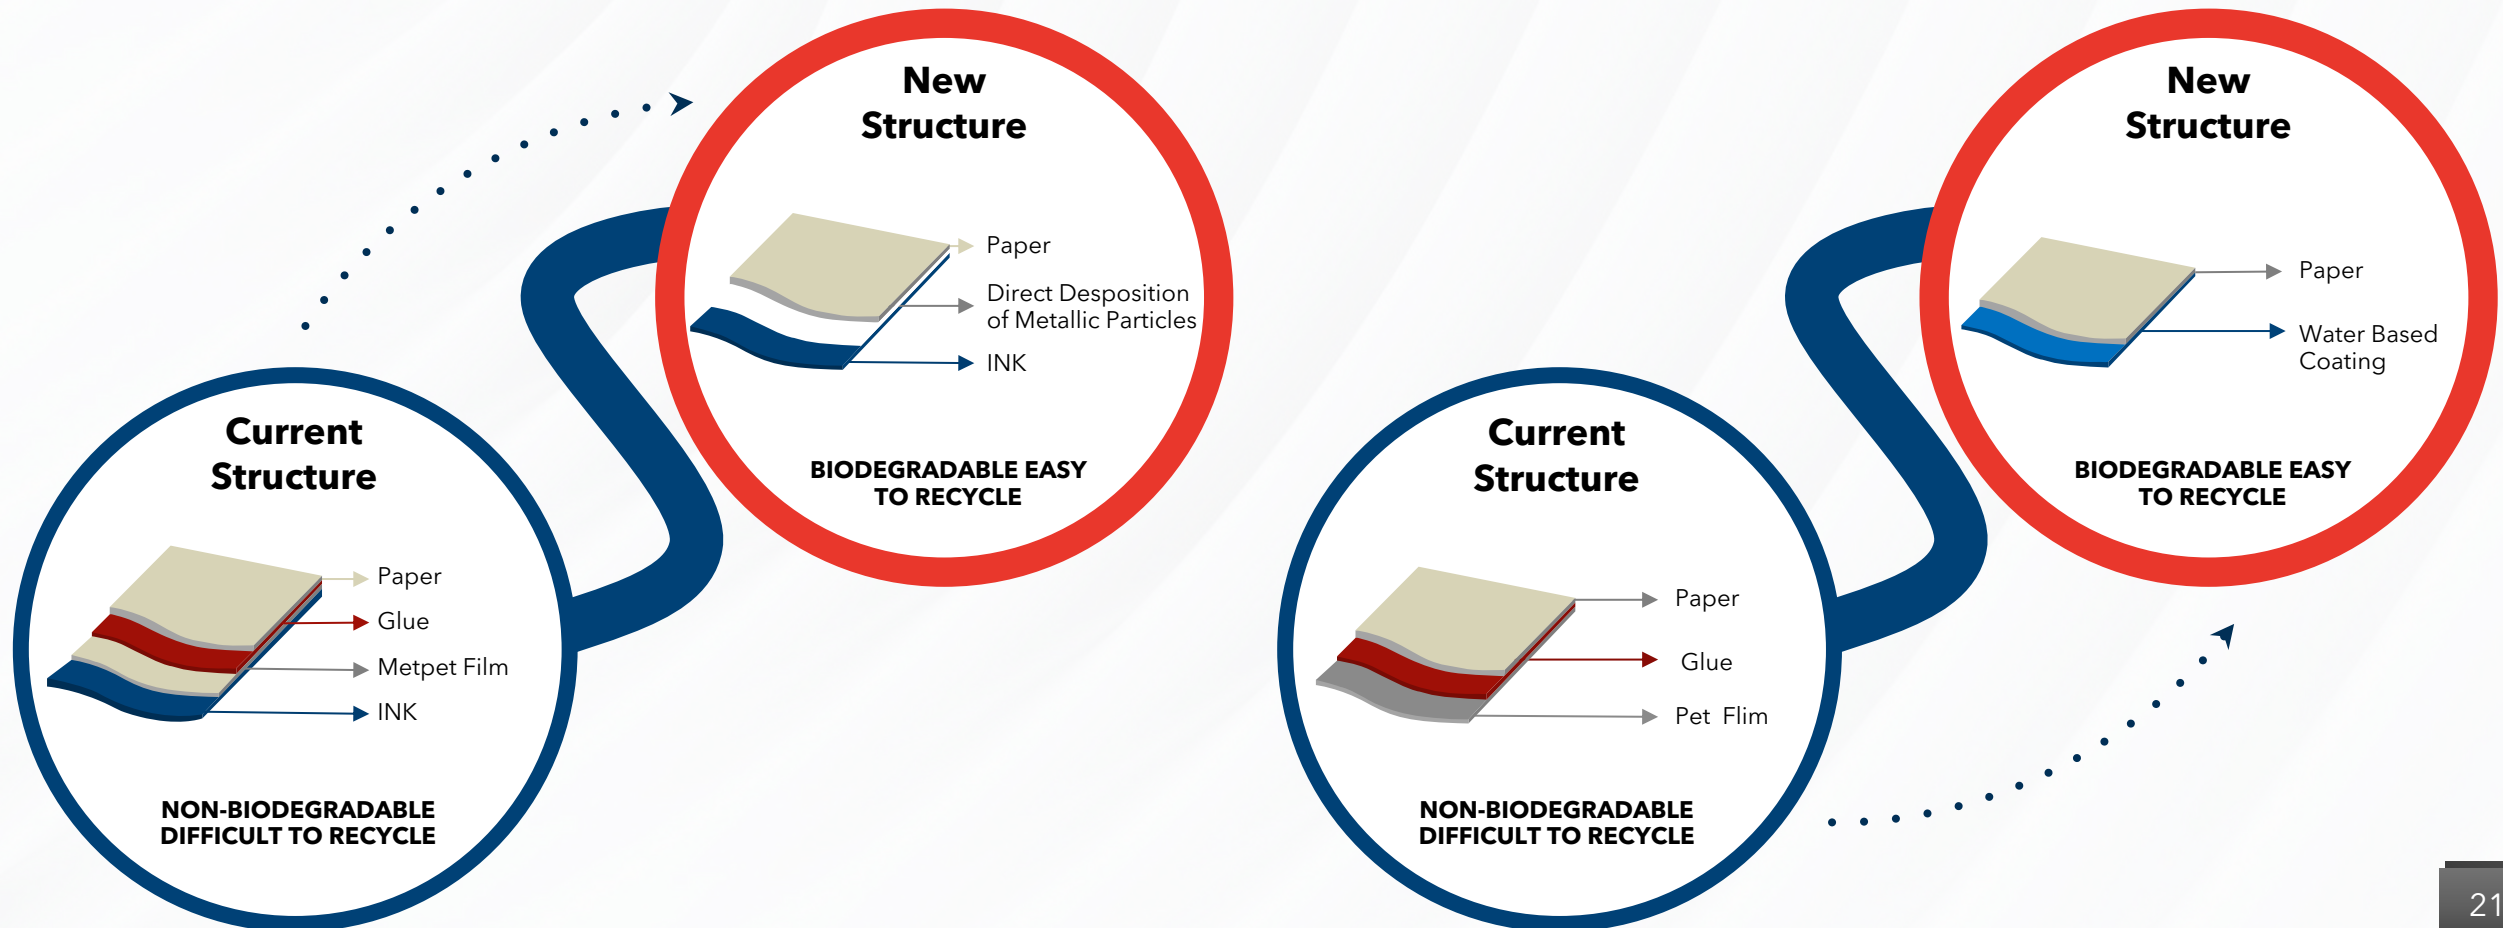 New
Structure
Paper
Direct Desposition
of Metallic Particles
INK
BIODEGRADABLE EASY
TO RECYCLE
Current
Structure
Paper
Glue
Metpet Film
INK
NON-BIODEGRADABLE
DIFFICULT TO RECYCLE
New
Structure
Paper
Water Based
Coating
BIODEGRADABLE EASY
TO RECYCLE
Current
Structure
Paper
Glue
Pet Flim
NON-BIODEGRADABLE
DIFFICULT TO RECYCLE
21